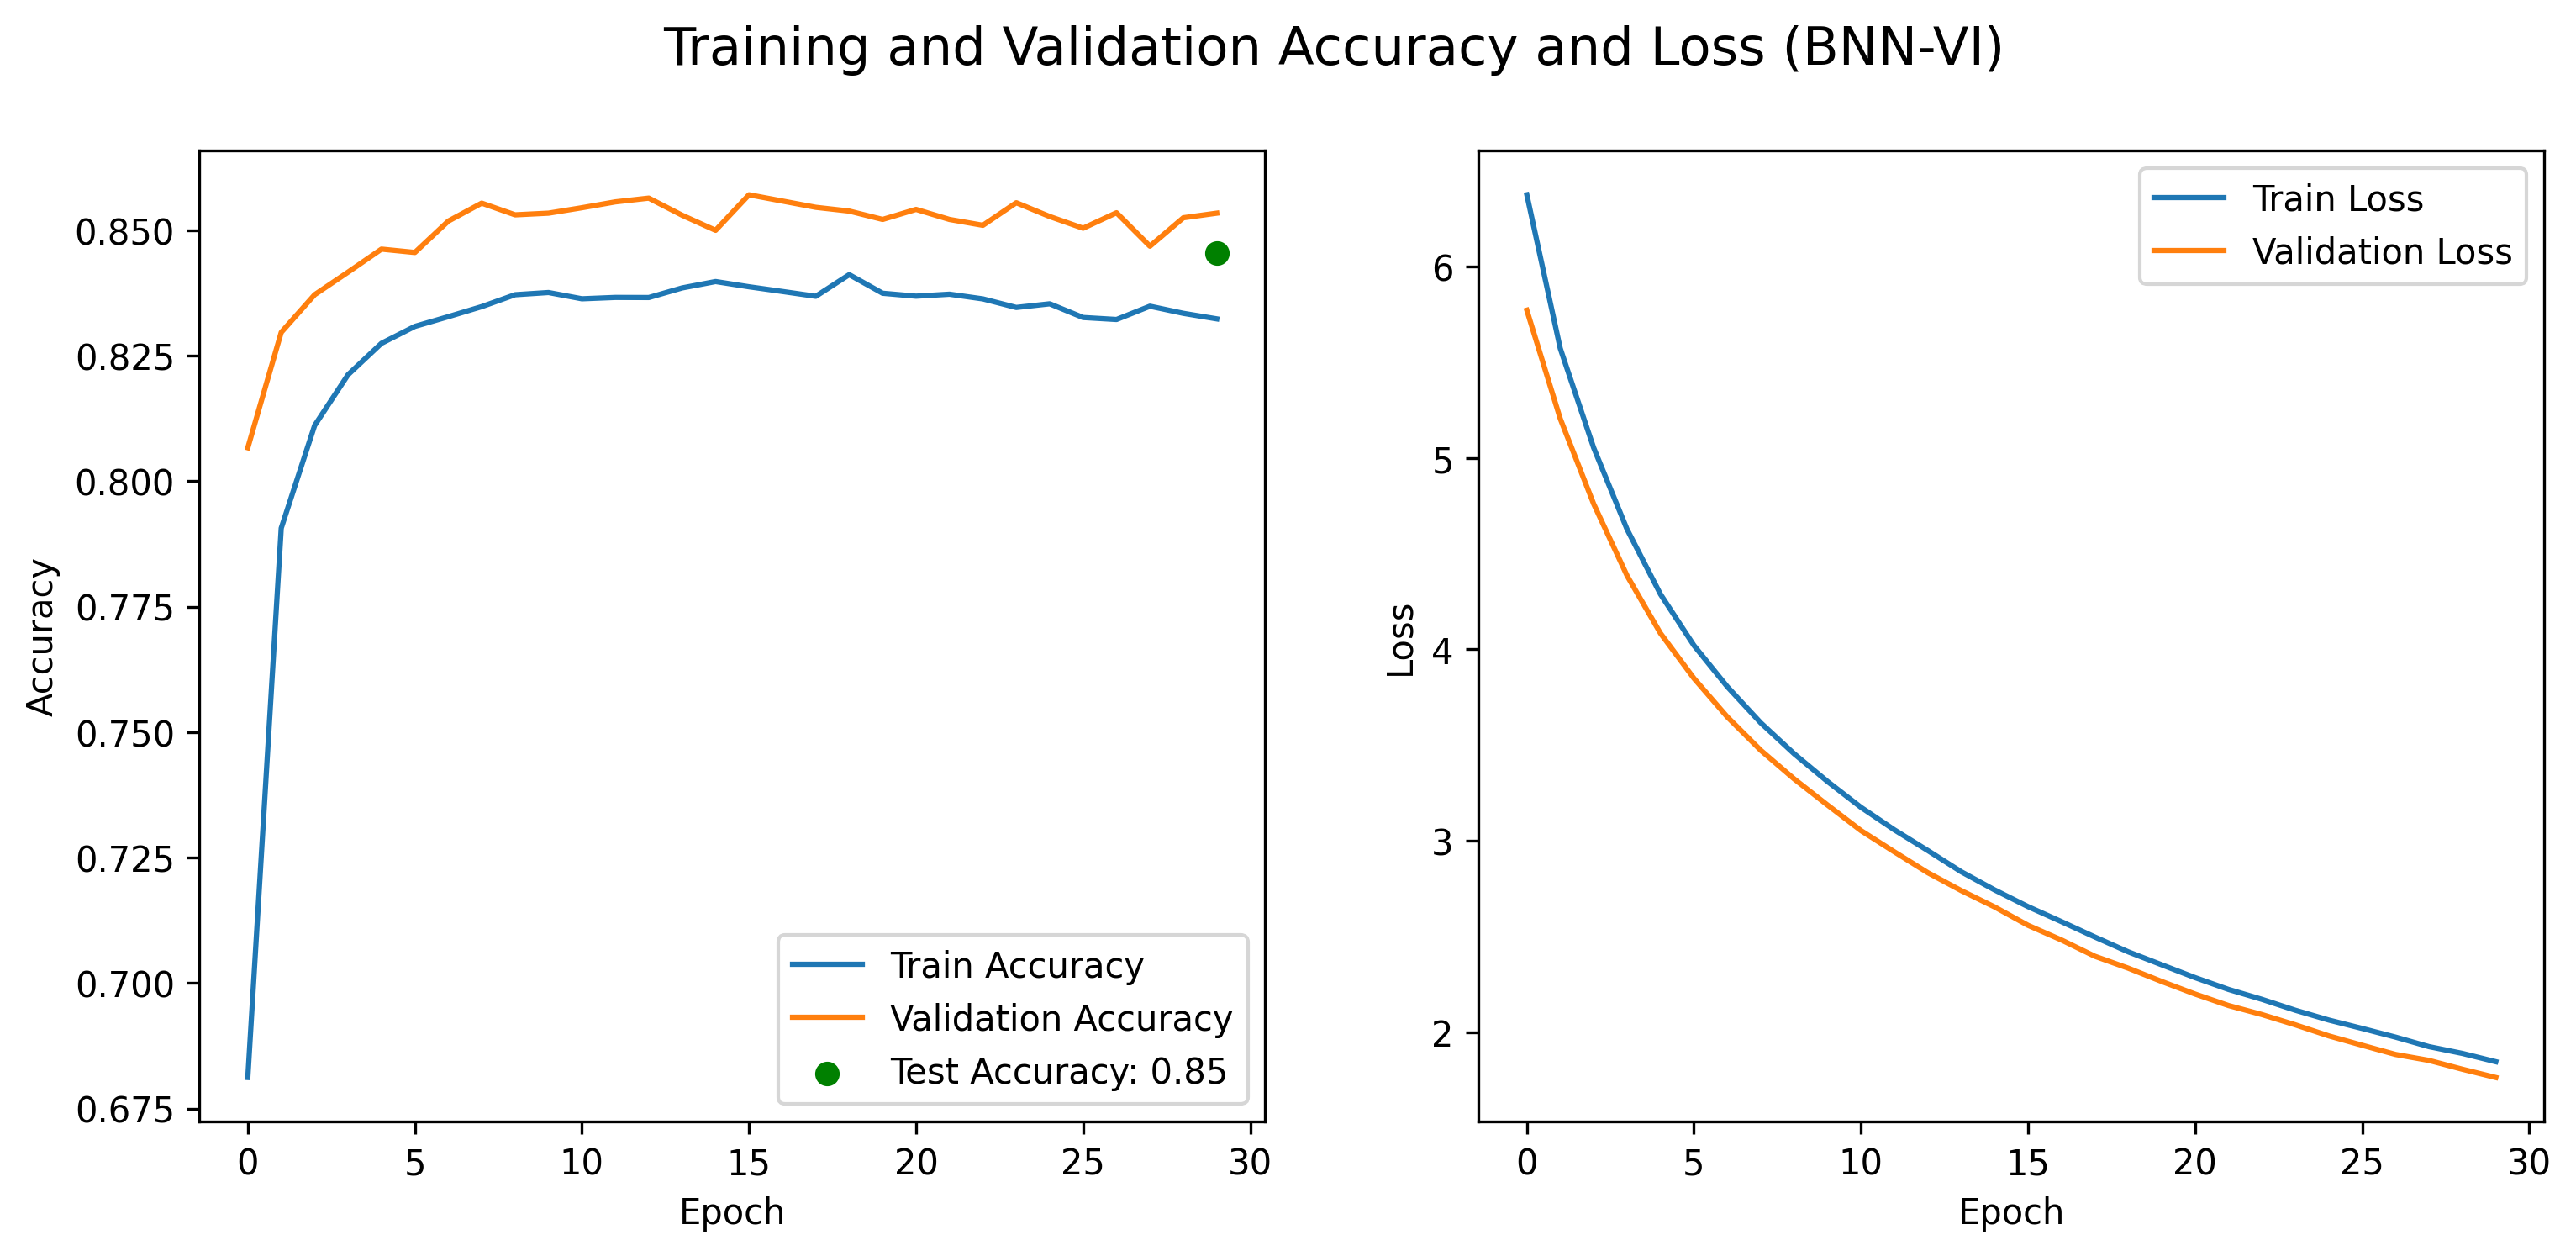 Training and Validation Accuracy and Loss (BNN-VI)
Accuracy
0.850
0.825
0.800
0.775
0.750
0.725
0.700
0.675
0 5 10 15 20 25 30
Epoch
Train Accuracy
Validation Accuracy
Test Accuracy: 0.85
Loss
6
5
4
3
2
0 5 10 15 20 25 30
Epoch
Train Loss
Validation Loss